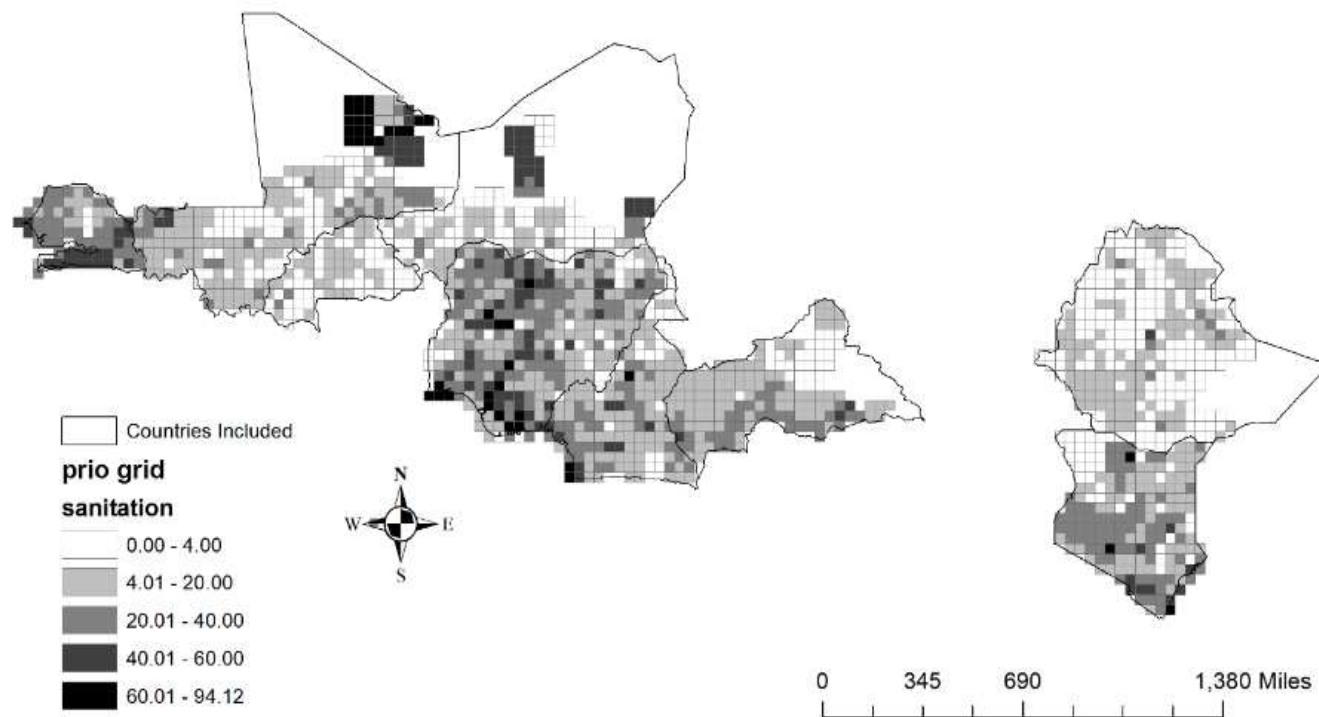 Countries Included
prio grid
sanitation
0.00 - 4.00
4.01 - 20.00
20.01 - 40.00
40.01 - 60.00
60.01 - 94.12
N
W E
S
0 345 690 1,380 Miles